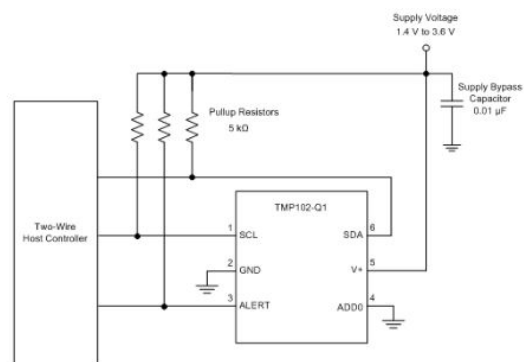 Supply Voltage
1.4 V to 3.6 V
Pullup Resistors
5 kΩ
Supply Bypass
Capacitor
0.01 µF
Two-Wire
Host Controller
TMP102-Q1
1
SCL
SDA
6
2
GND
V+
5
3
ALERT
ADD0
4